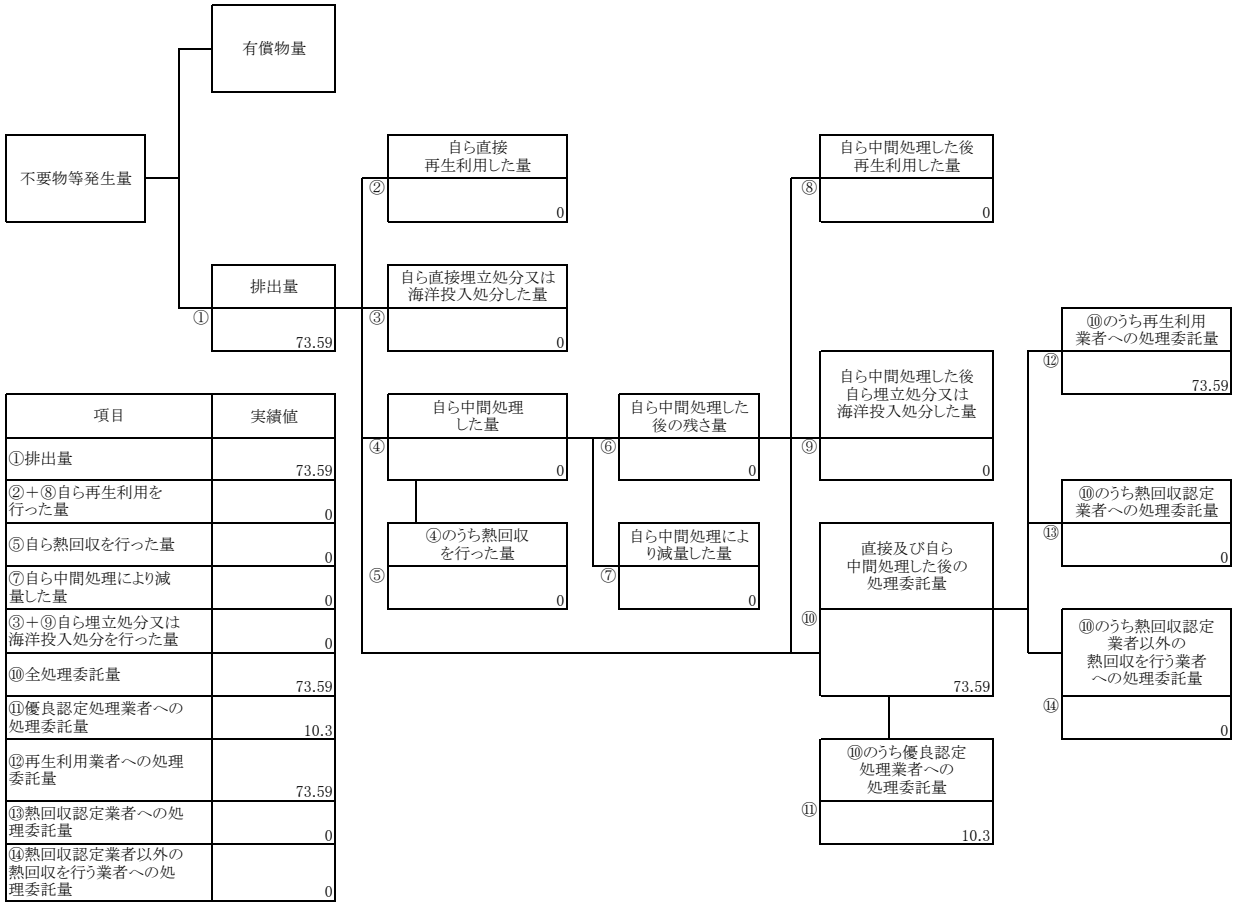 有償物量
不要物等発生量
自ら直接
再生利用した量
②
0
自ら中間処理した後
再生利用した量
⑧
0
排出量
①
73.59
自ら直接埋立処分又は
海洋投入処分した量
③
0
⑩のうち再生利用
業者への処理委託量
⑫
73.59
自ら中間処理した後
自ら埋立処分又は
海洋投入処分した量
⑨
0
自ら中間処理
した量
④
0
自ら中間処理した
後の残さ量
⑥
0
⑩のうち熱回収認定
業者への処理委託量
⑬
0
④のうち熱回収
を行った量
⑤
0
自ら中間処理によ
り減量した量
⑦
0
直接及び自ら
中間処理した後の
処理委託量
⑩
73.59
⑩のうち熱回収認定
業者以外の
熱回収を行う業者
への処理委託量
⑭
0
⑩のうち優良認定
処理業者への
処理委託量
⑪
10.3
項目 実績値
①排出量
73.59
②+⑧自ら再生利用を
行った量
0
⑤自ら熱回収を行った量
0
⑦自ら中間処理により減
量した量
0
③+⑨自ら埋立処分又は
海洋投入処分を行った量
0
⑩全処理委託量
73.59
⑪優良認定処理業者への
処理委託量
10.3
⑫再生利用業者への処理
委託量
73.59
⑬熱回収認定業者への処
理委託量
0
⑭熱回収認定業者以外の
熱回収を行う業者への処
理委託量
0